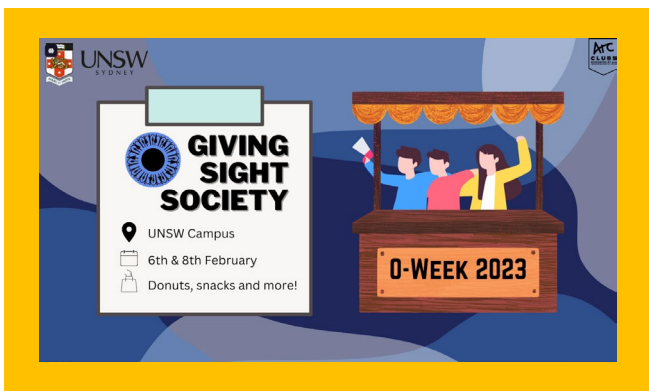 UNSW
SYDNEY
ARC
CLUBS
GIVING
SIGHT
SOCIETY
UNSW Campus
6th & 8th February
Donuts, snacks and more!
O-WEEK 2023